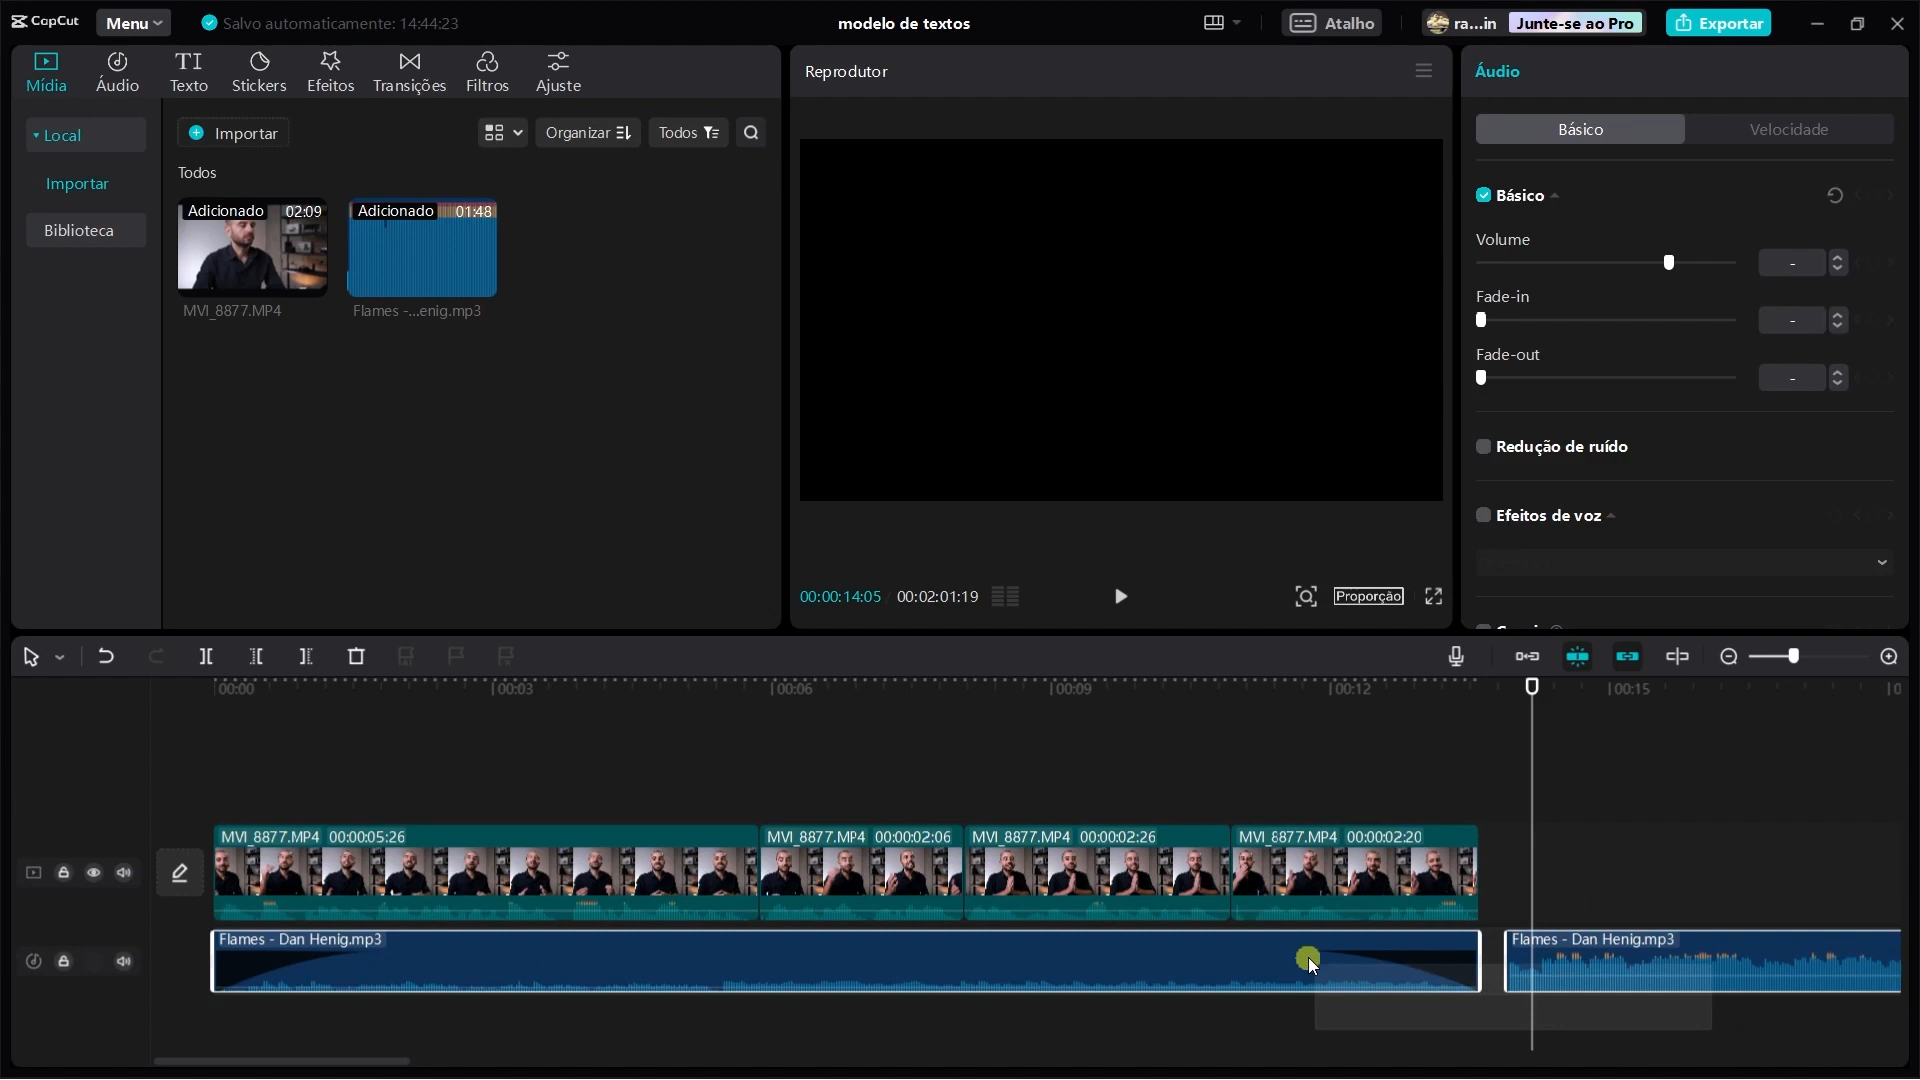 CapCut
Menu
Salvo automaticamente: 14:44:23
modelo de textos
Atalho
ra...in
Junte-se ao Pro
Exportar
Mídia
Áudio
Texto
Stickers
Efeitos
Transições
Filtros
Ajuste
Local
Importar
Biblioteca
Importar
Organizar
Todos
Todos
Adicionado 02:09
MVI_8877.MP4
Adicionado 01:48
Flames -...enig.mp3
Reprodutor
00:00:14:05 / 00:02:01:19
Proporção
Áudio
Básico
Velocidade
Básico
Volume
-
Fade-in
-
Fade-out
-
Redução de ruído
Efeitos de voz
00:00
00:03
00:06
00:09
00:12
00:15
MVI_8877.MP4 00:00:05:26
MVI_8877.MP4 00:00:02:06
MVI_8877.MP4 00:00:02:26
MVI_8877.MP4 00:00:02:20
Flames - Dan Henig.mp3
Flames - Dan Henig.mp3